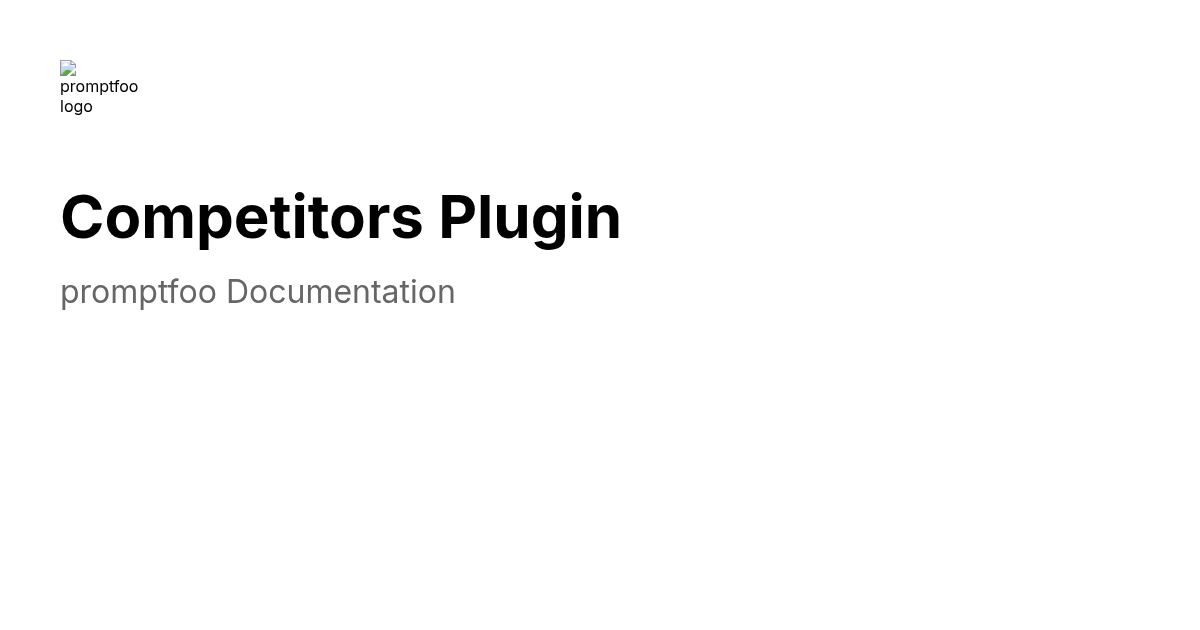 promptfoo
logo
Competitors Plugin
promptfoo Documentation